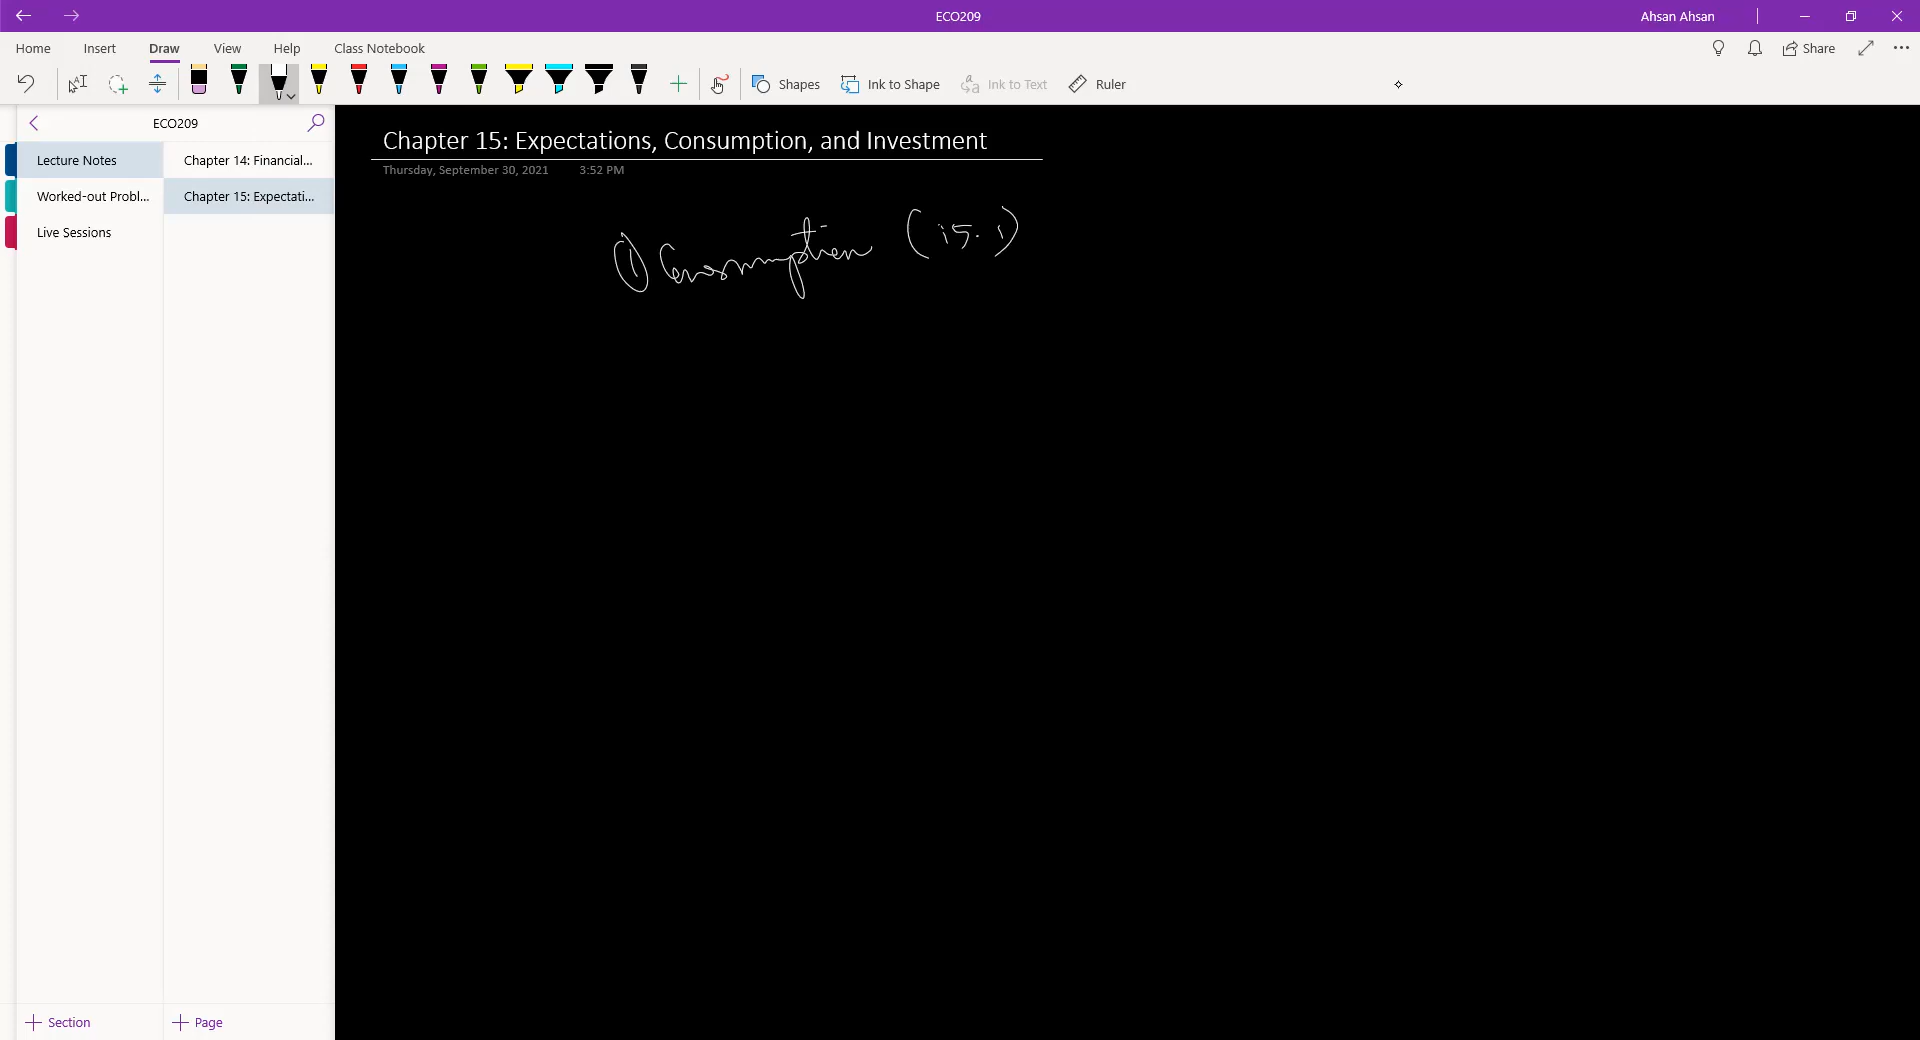 ECO209
Ahsan Ahsan
Home Insert Draw View Help Class Notebook
Share
Shapes Ink to Shape Ink to Text Ruler
ECO209
Lecture Notes
Worked-out Probl...
Live Sessions
Chapter 14: Financial...
Chapter 15: Expectati...
Chapter 15: Expectations, Consumption, and Investment
Thursday, September 30, 2021 3:52 PM
① Consumption (15.1)
Section
Page